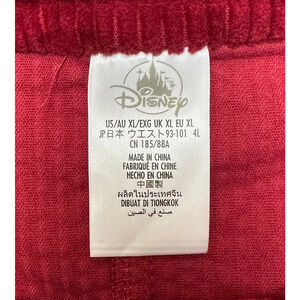 Disney
US/AU XL/EXG UK XL EU XL
JP日本 ウエスト93-101 4L
CN 185/88A
MADE IN CHINA
FABRIQUÉ EN CHINE
HECHO EN CHINA
中國製
ผลิตในประเทศจีน
DIBUAT DI TIONGKOK
صنع في الصين